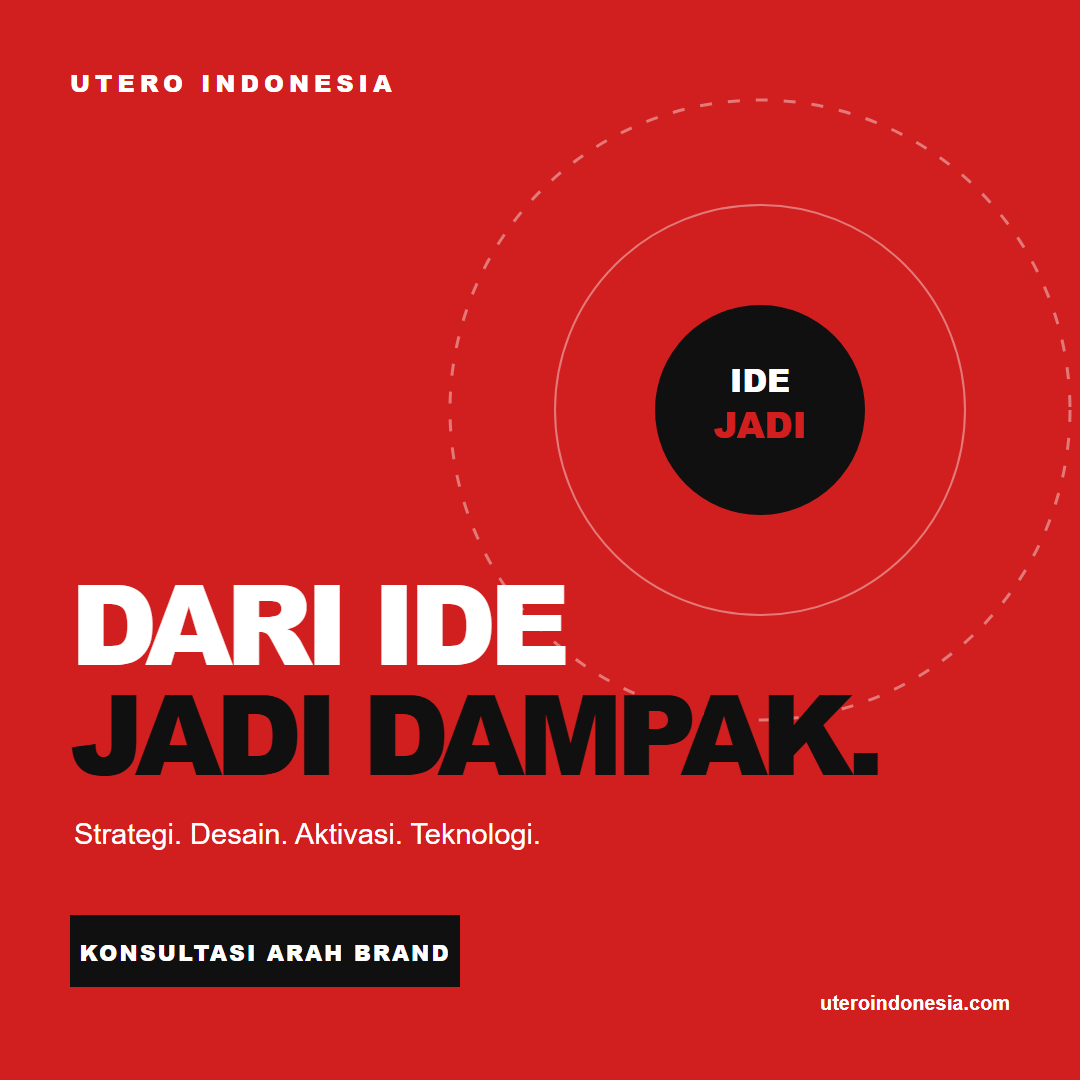 UTERO INDONESIA
IDE
JADI
DARI IDE
JADI DAMPAK.
Strategi. Desain. Aktivasi. Teknologi.
KONSULTASI ARAH BRAND
uteroindonesia.com